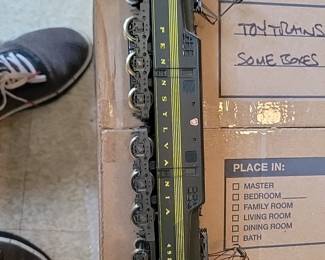 TOY TRAINS
SOME BOXES
PENNSYLVANIA
PLACE IN:
MASTER
BEDROOM
FAMILY ROOM
LIVING ROOM
DINING ROOM
BATH